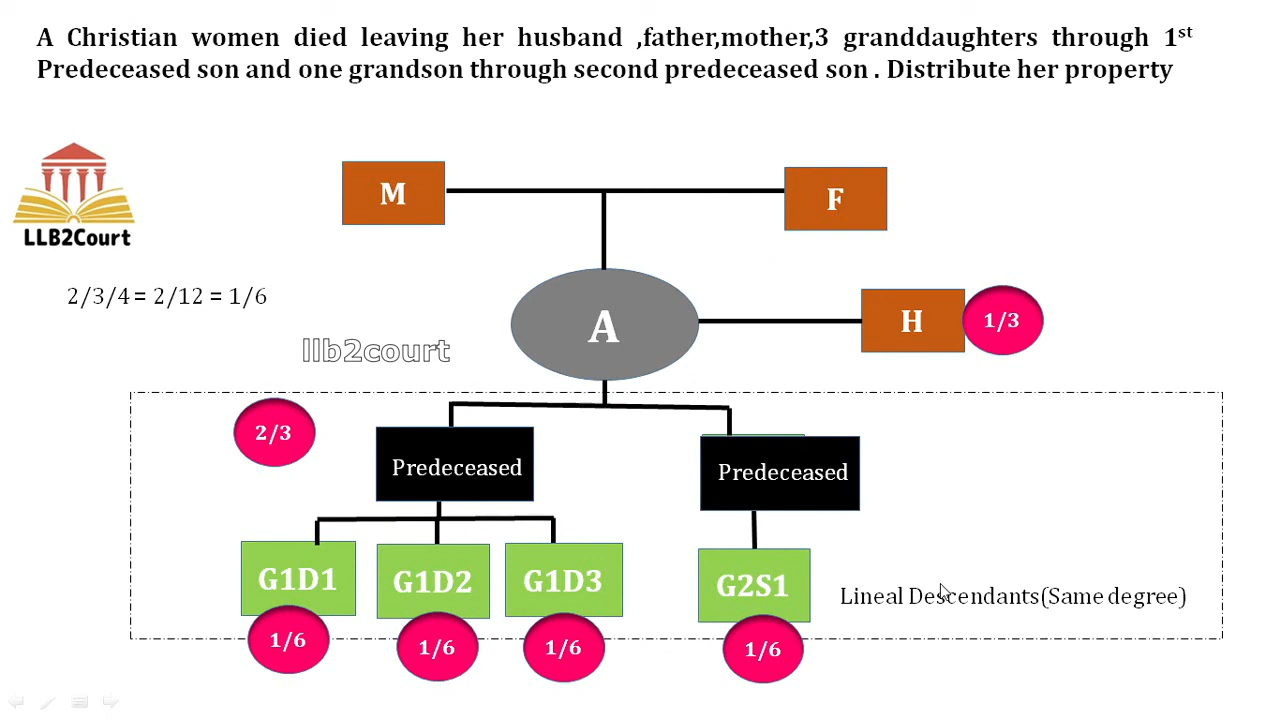 A Christian women died leaving her husband ,father,mother,3 granddaughters through 1st
Predeceased son and one grandson through second predeceased son . Distribute her property
M
F
LLB2Court
2/3/4 = 2/12 = 1/6
A
H
1/3
llb2court
2/3
Predeceased
Predeceased
G1D1
G1D2
G1D3
G2S1
Lineal Descendants(Same degree)
1/6
1/6
1/6
1/6